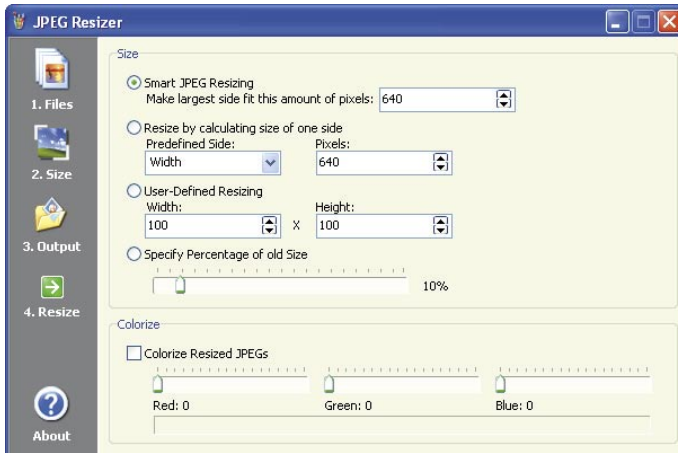 JPEG Resizer
1. Files
2. Size
3. Output
4. Resize
About
Size
Smart JPEG Resizing
Make largest side fit this amount of pixels: 640
Resize by calculating size of one side
Predefined Side: Pixels:
Width 640
User-Defined Resizing
Width: Height:
100 X 100
Specify Percentage of old Size
10%
Colorize
Colorize Resized JPEGs
Red: 0 Green: 0 Blue: 0